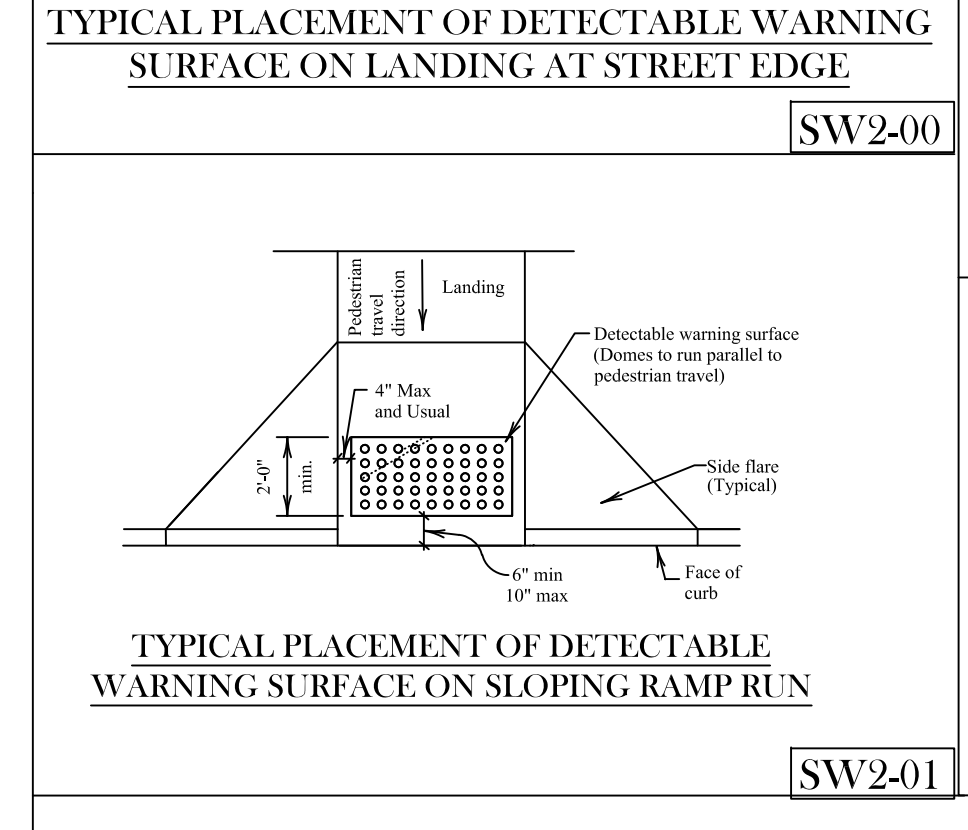 TYPICAL PLACEMENT OF DETECTABLE WARNING
SURFACE ON LANDING AT STREET EDGE
SW2-00
Pedestrian
travel
direction
Landing
Detectable warning surface
(Domes to run parallel to
pedestrian travel)
4" Max
and Usual
2'-0"
min.
Side flare
(Typical)
6" min
10" max
Face of
curb
TYPICAL PLACEMENT OF DETECTABLE
WARNING SURFACE ON SLOPING RAMP RUN
SW2-01